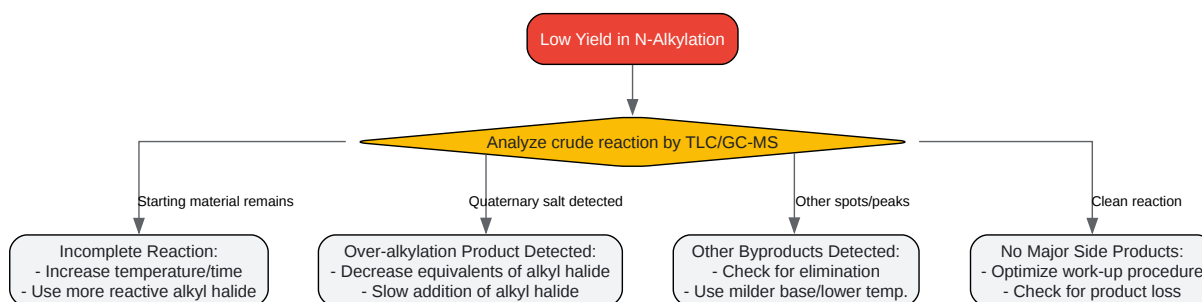 Low Yield in N-Alkylation
Analyze crude reaction by TLC/GC-MS
Starting material remains
Quaternary salt detected
Other spots/peaks
Clean reaction
Incomplete Reaction:
- Increase temperature/time
- Use more reactive alkyl halide
Over-alkylation Product Detected:
- Decrease equivalents of alkyl halide
- Slow addition of alkyl halide
Other Byproducts Detected:
- Check for elimination
- Use milder base/lower temp.
No Major Side Products:
- Optimize work-up procedure
- Check for product loss